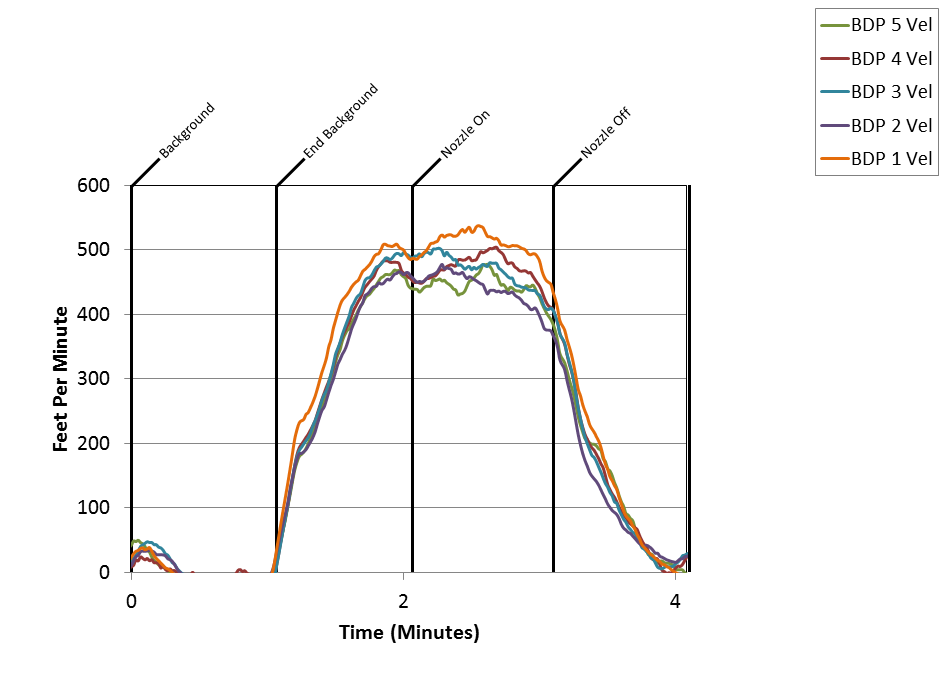 BDP 5 Vel
BDP 4 Vel
BDP 3 Vel
BDP 2 Vel
BDP 1 Vel
Background
End Background
Nozzle On
Nozzle Off
600
500
400
300
200
100
0
Feet Per Minute
0 2 4
Time (Minutes)